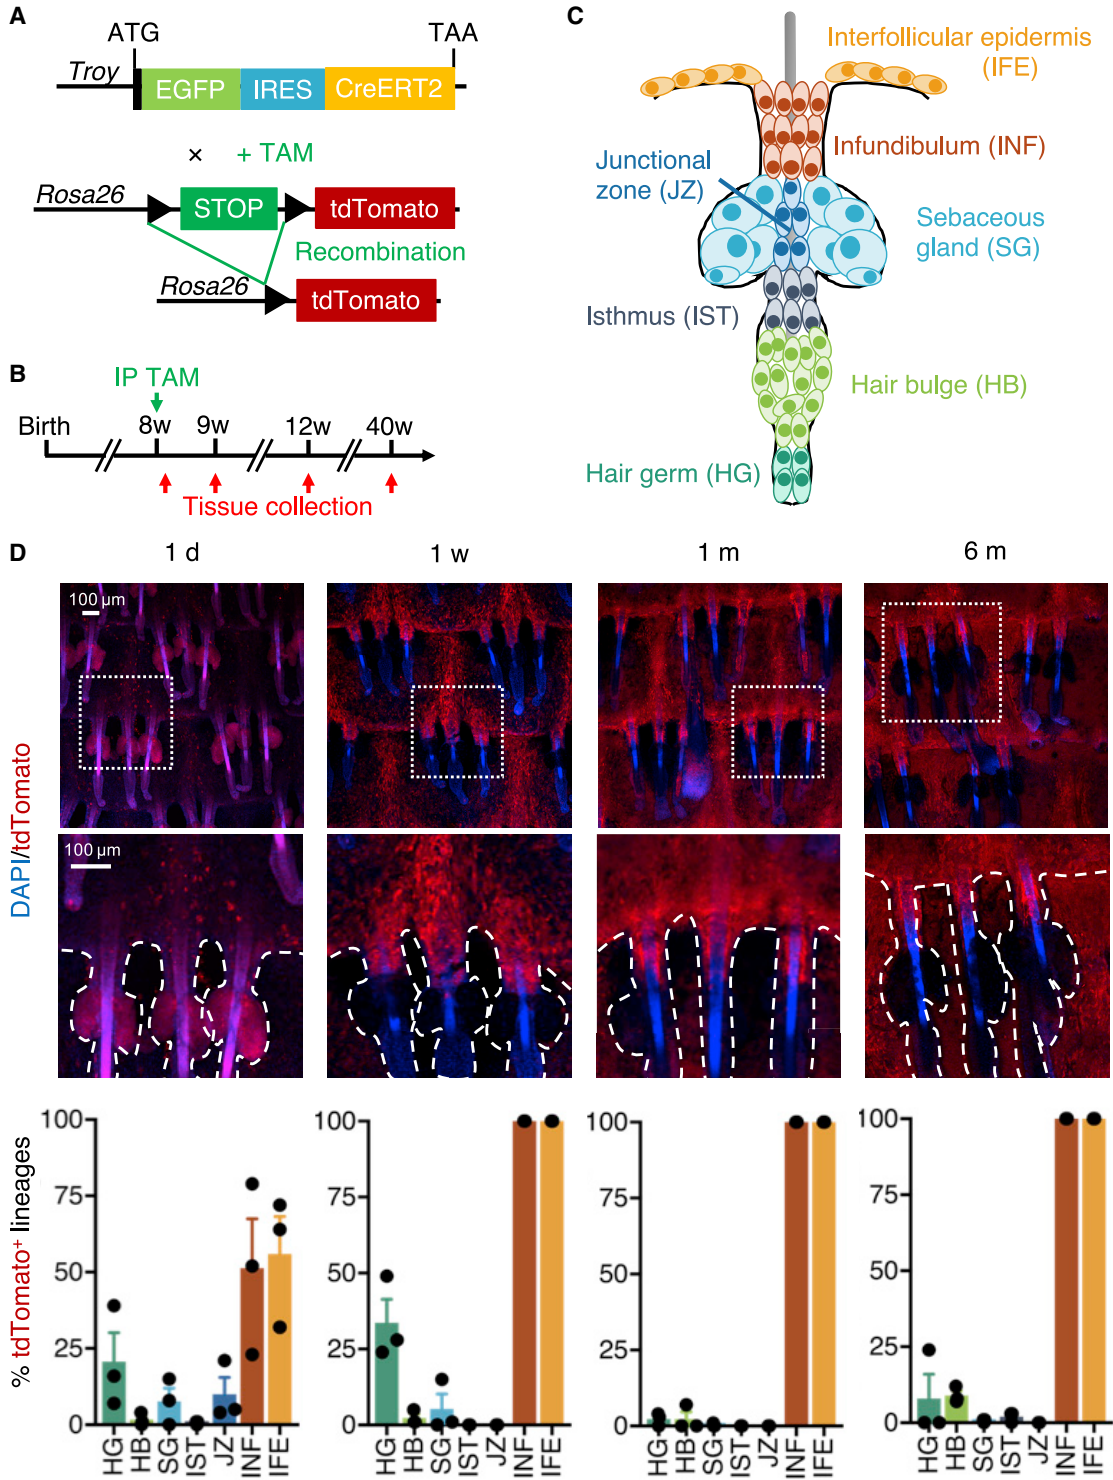 A
ATG
TAA
Troy
EGFP
IRES
CreERT2
× + TAM
Rosa26
STOP
tdTomato
Recombination
Rosa26
tdTomato
B
IP TAM
Birth
8w
9w
12w
40w
Tissue collection
C
Interfollicular epidermis
(IFE)
Infundibulum (INF)
Junctional
zone (JZ)
Sebaceous
gland (SG)
Isthmus (IST)
Hair bulge (HB)
Hair germ (HG)
D
1 d
1 w
1 m
6 m
DAPI/tdTomato
100 µm
100 µm
% tdTomato+ lineages
100
75
50
25
0
HG
HB
SG
IST
JZ
INF
IFE
100
75
50
25
0
HG
HB
SG
IST
JZ
INF
IFE
100
75
50
25
0
HG
HB
SG
IST
JZ
INF
IFE
100
75
50
25
0
HG
HB
SG
IST
JZ
INF
IFE